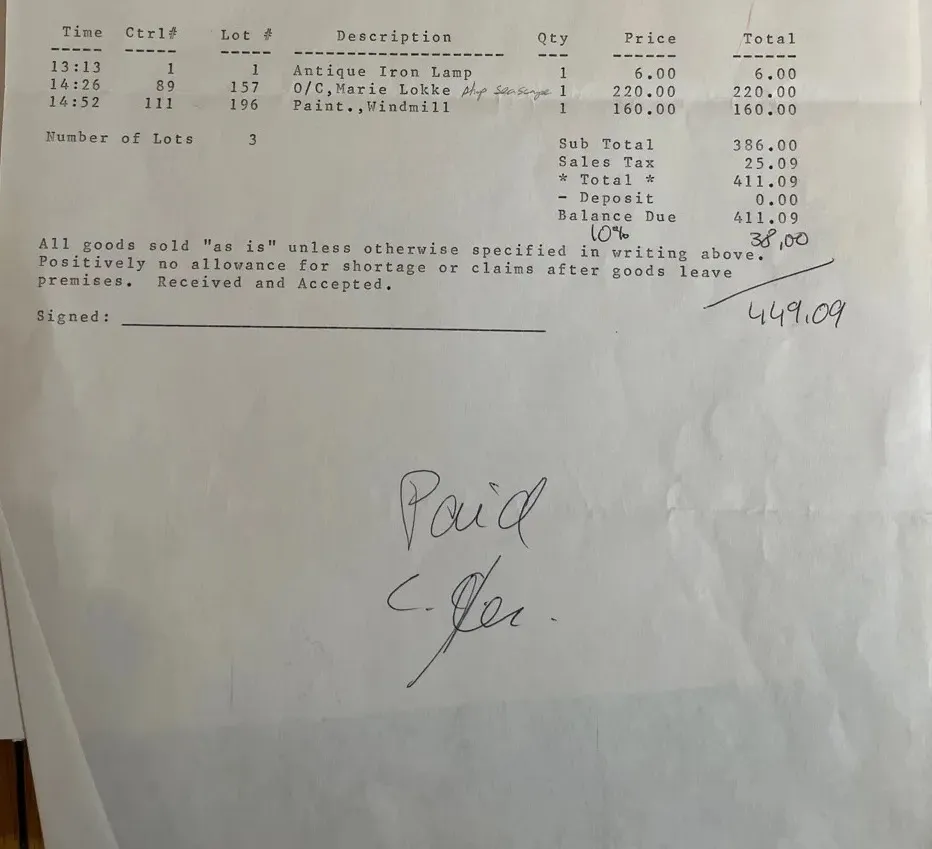 Time Ctrl# Lot # Description Qty Price Total
----- ----- ----- -------------------- --- ------ ------
13:13 1 1 Antique Iron Lamp 1 6.00 6.00
14:26 89 157 O/C,Marie Lokke ship seascape 1 220.00 220.00
14:52 111 196 Paint.,Windmill 1 160.00 160.00
Number of Lots 3
Sub Total 386.00
Sales Tax 25.09
* Total * 411.09
- Deposit 0.00
Balance Due 411.09
10% 38,00
All goods sold "as is" unless otherwise specified in writing above.
Positively no allowance for shortage or claims after goods leave
premises. Received and Accepted.
449.09
Signed:
Paid
C.